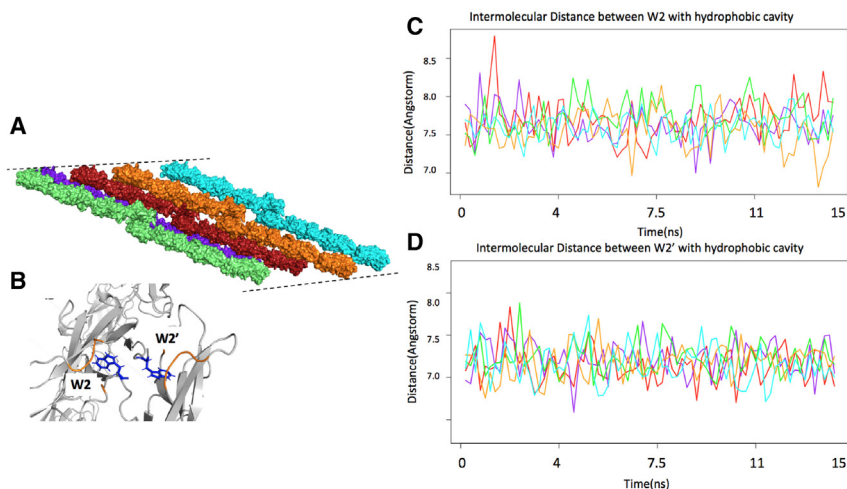 A
B
W2
W2'
C
Intermolecular Distance between W2 with hydrophobic cavity
Distance(Angstorm)
8.5
8.0
7.5
7.0
0
4
7.5
11
15
Time(ns)
D
Intermolecular Distance between W2' with hydrophobic cavity
Distance(Angstorm)
8.5
8.0
7.5
7.0
0
4
7.5
11
15
Time(ns)